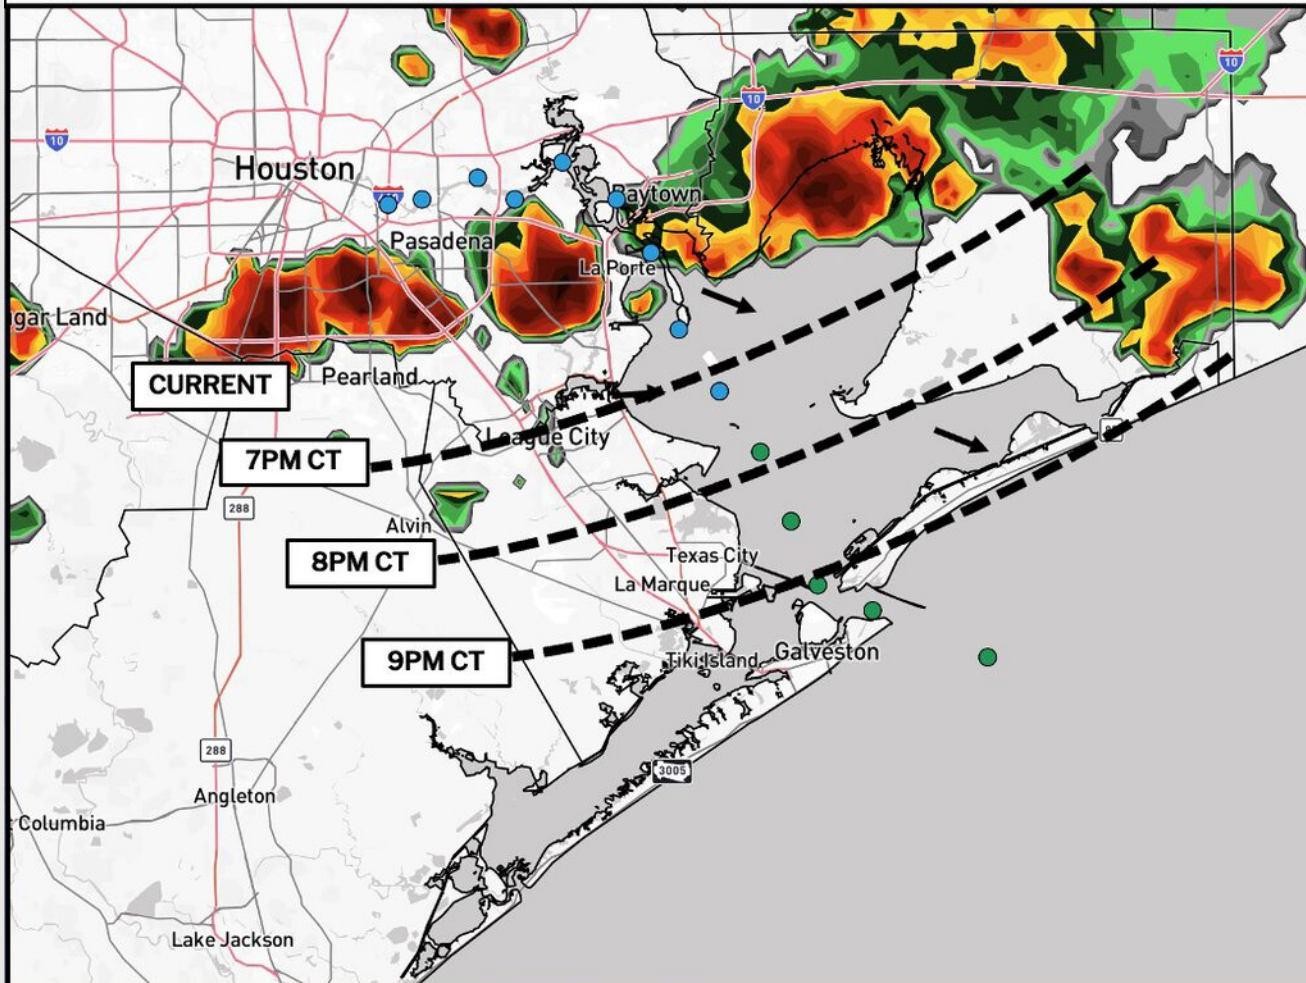 10
10
10
Houston
Baytown
Pasadena
La Porte
gar Land
CURRENT
Pearland
7PM CT
League City
288
Alvin
8PM CT
Texas City
La Marque
9PM CT
Tiki Island
Galveston
288
3005
Angleton
Columbia
Lake Jackson